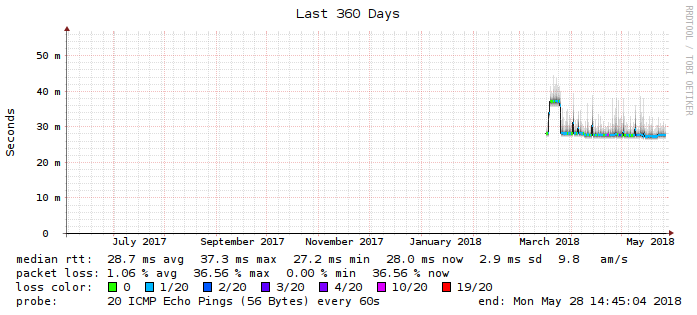 Last 360 Days
RRDTOOL / TOBI OETIKER
Seconds
50 m
40 m
30 m
20 m
10 m
0
July 2017 September 2017 November 2017 January 2018 March 2018 May 2018
median rtt: 28.7 ms avg 37.3 ms max 27.2 ms min 28.0 ms now 2.9 ms sd 9.8 am/s
packet loss: 1.06 % avg 36.56 % max 0.00 % min 36.56 % now
loss color: 0 1/20 2/20 3/20 4/20 10/20 19/20
probe: 20 ICMP Echo Pings (56 Bytes) every 60s end: Mon May 28 14:45:04 2018